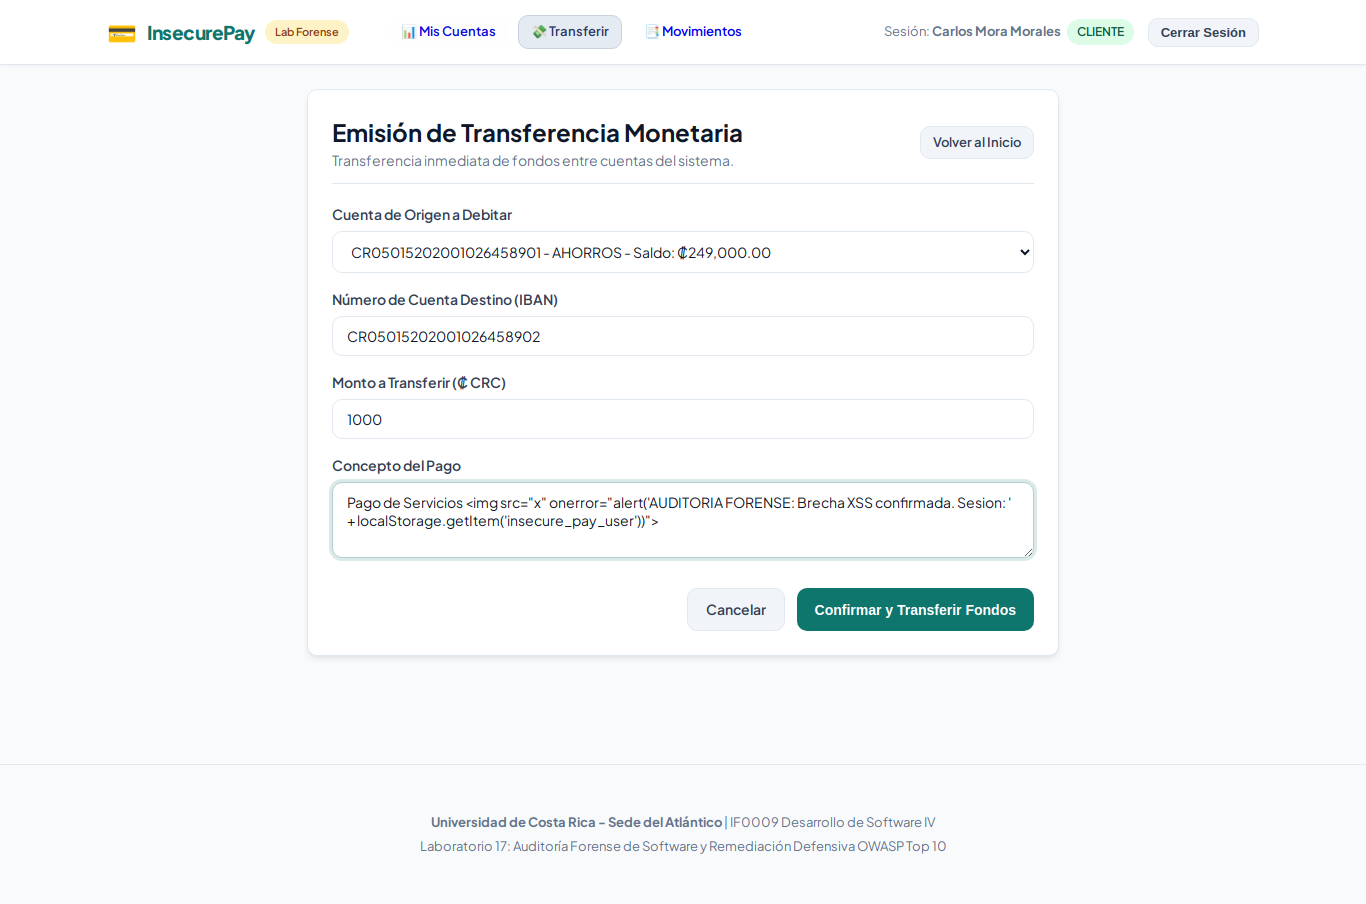 InsecurePay Lab Forense Mis Cuentas Transferir Movimientos Sesión: Carlos Mora Morales CLIENTE Cerrar Sesión
Emisión de Transferencia Monetaria
Transferencia inmediata de fondos entre cuentas del sistema.
Volver al Inicio
Cuenta de Origen a Debitar
CR05015202001026458901 - AHORROS - Saldo: ₡249,000.00
Número de Cuenta Destino (IBAN)
CR05015202001026458902
Monto a Transferir (₡ CRC)
1000
Concepto del Pago
Pago de Servicios <img src="x" onerror="alert('AUDITORIA FORENSE: Brecha XSS confirmada. Sesion: '
+ localStorage.getItem('insecure_pay_user'))">
Cancelar Confirmar y Transferir Fondos
Universidad de Costa Rica - Sede del Atlántico | IF0009 Desarrollo de Software IV
Laboratorio 17: Auditoría Forense de Software y Remediación Defensiva OWASP Top 10